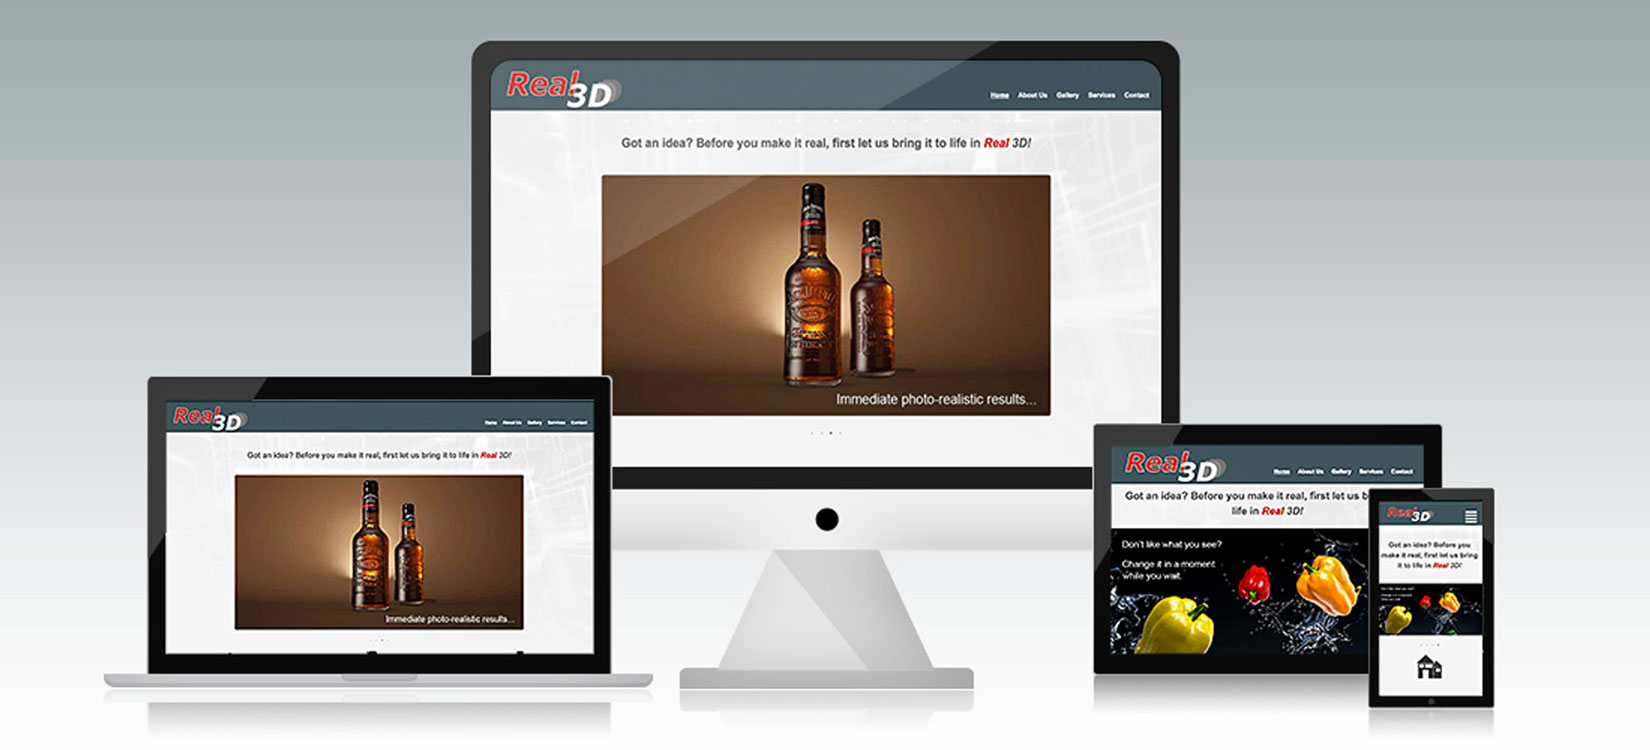 Real 3D
Home About Us Gallery Services Contact
Got an idea? Before you make it real, first let us bring it to life in Real 3D!
Immediate photo-realistic results...
Real 3D
Home About Us Gallery Services Contact
Got an idea? Before you make it real, first let us bring it to life in Real 3D!
Immediate photo-realistic results...
Real 3D
Home About Us Gallery Services Contact
Got an idea? Before you make it real, first let us b
life in Real 3D!
Don't like what you see?
Change it in a moment
while you wait.
Real 3D
Got an idea? Before you
make it real, first let us bring
it to life in Real 3D!